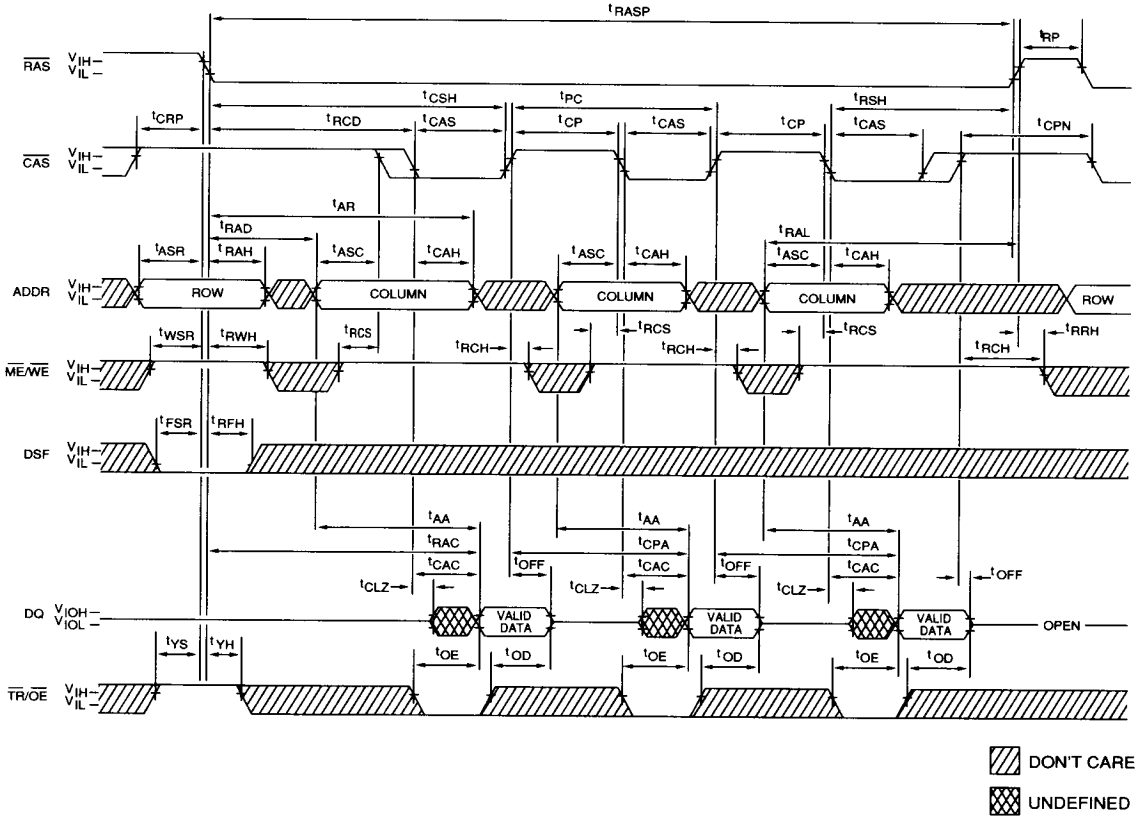 tRASP
tRP
RAS VIH VIL
tCSH tPC tRSH
tCRP tRCD tCAS tCP tCAS tCP tCAS tCPN
CAS VIH VIL
tAR
tRAD tRAL
tASR tRAH tASC tCAH tASC tCAH tASC tCAH
ADDR VIH VIL ROW COLUMN COLUMN COLUMN ROW
tWSR tRWH tRCS tRCH tRCS tRCH tRCS tRCH tRRH
ME/WE VIH VIL
tFSR tRFH
DSF VIH VIL
tAA tAA tAA
tRAC tCPA tCPA
tCAC tOFF tCAC tOFF tCAC tOFF
tCLZ tCLZ tCLZ
DQ VIOH VIOL VALID DATA VALID DATA VALID DATA OPEN
tYS tYH tOE tOD tOE tOD tOE tOD
TR/OE VIH VIL
DON'T CARE
UNDEFINED